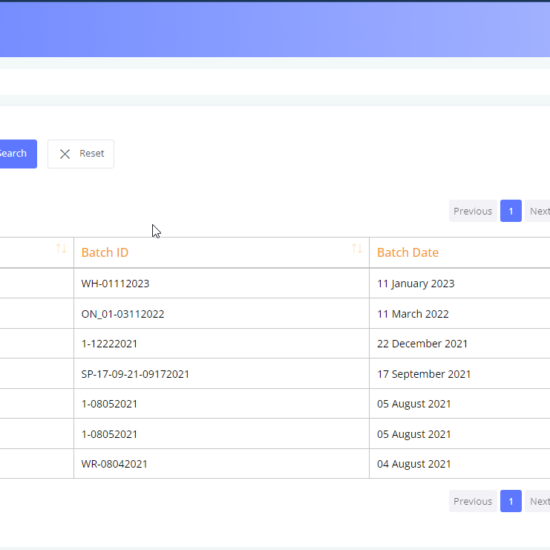 Search Reset
Previous 1 Next
Batch ID Batch Date
WH-01112023 11 January 2023
ON_01-03112022 11 March 2022
1-12222021 22 December 2021
SP-17-09-21-09172021 17 September 2021
1-08052021 05 August 2021
1-08052021 05 August 2021
WR-08042021 04 August 2021
Previous 1 Next